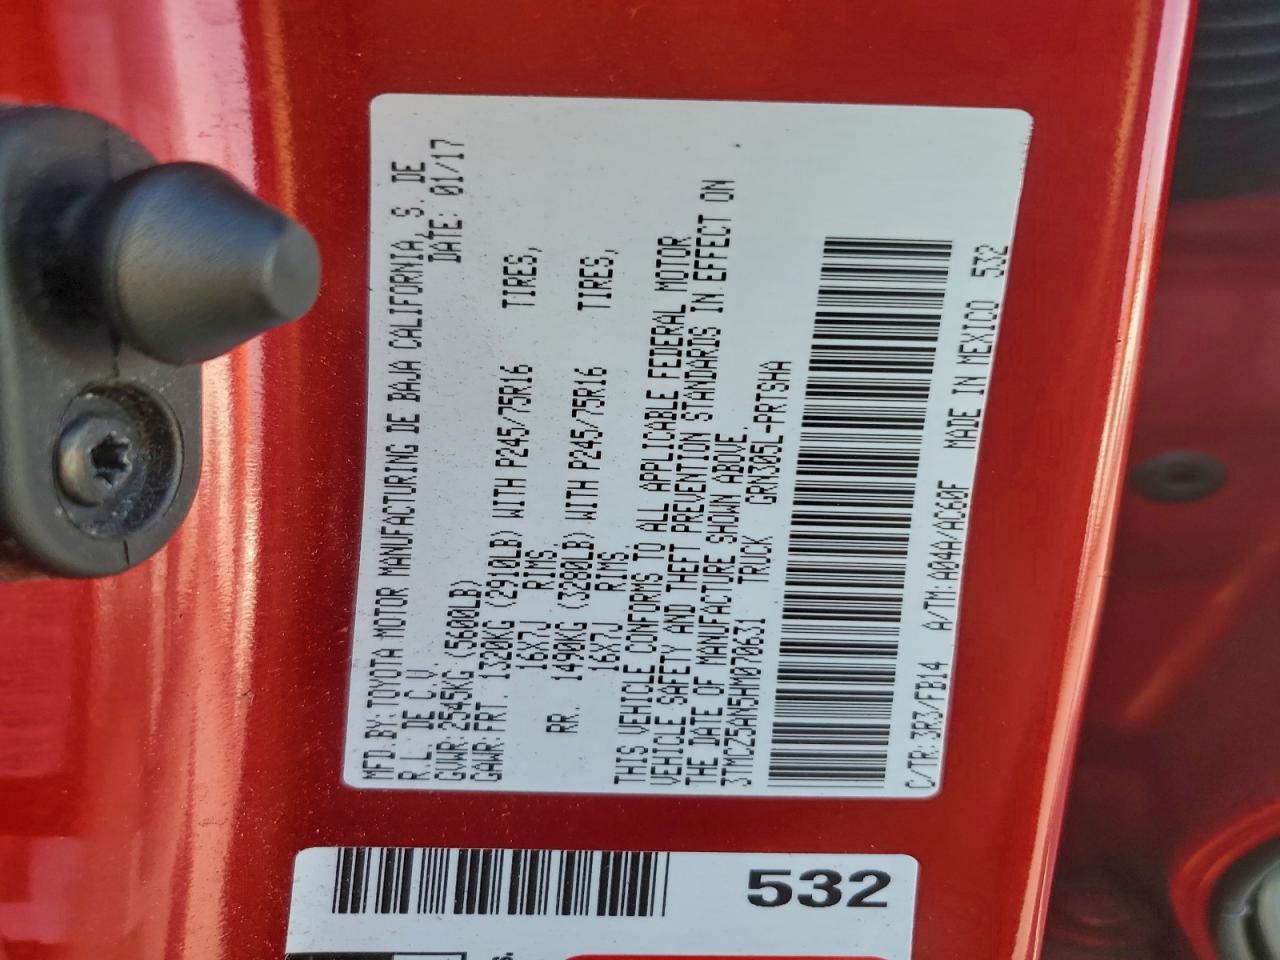 MFD.BY:TOYOTA MOTOR MANUFACTURING DE BAJA CALIFORNIA, S. DE
R.L. DE C.V. DATE: 01/17
GVWR:2545KG(5600LB)
GAWR:FRT. 1320KG (2910LB) WITH P245/75R16 TIRES,
16X7J RIMS
RR. 1490KG (3280LB) WITH P245/75R16 TIRES,
16X7J RIMS
THIS VEHICLE CONFORMS TO ALL APPLICABLE FEDERAL MOTOR
VEHICLE SAFETY AND THEFT PREVENTION STANDARDS IN EFFECT ON
THE DATE OF MANUFACTURE SHOWN ABOVE.
3TMCZ5AN5HM070631 TRUCK GRN305L-PRTSHA
C/TR:3R3/FB14 A/TM:A04A/AC60F MADE IN MEXICO 532
532